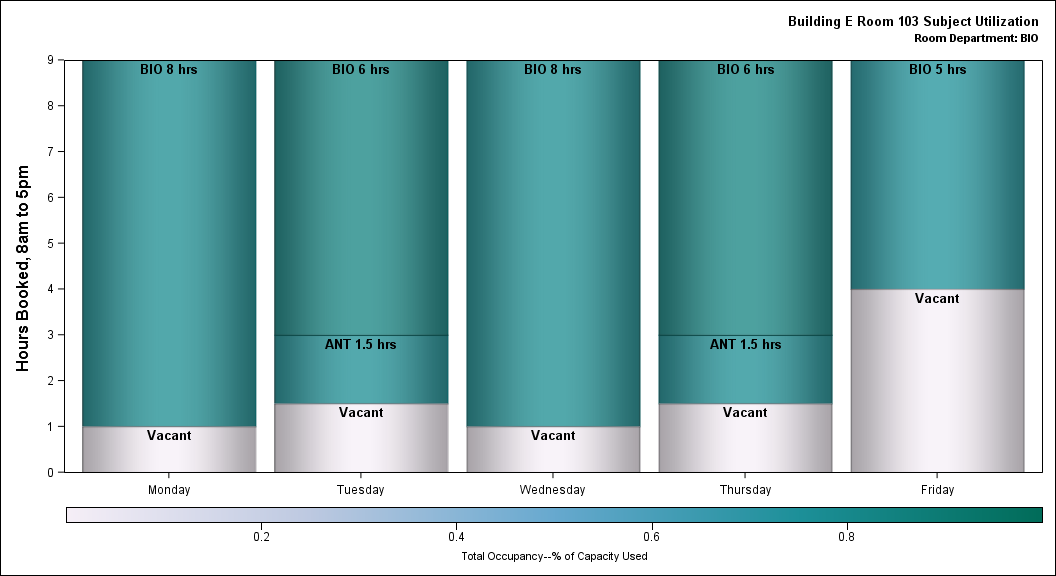 Building E Room 103 Subject Utilization
Room Department: BIO
Hours Booked, 8am to 5pm
9
8
7
6
5
4
3
2
1
0
BIO 8 hrs
Vacant
BIO 6 hrs
ANT 1.5 hrs
Vacant
BIO 8 hrs
Vacant
BIO 6 hrs
ANT 1.5 hrs
Vacant
BIO 5 hrs
Vacant
Monday Tuesday Wednesday Thursday Friday
0.2 0.4 0.6 0.8
Total Occupancy--% of Capacity Used